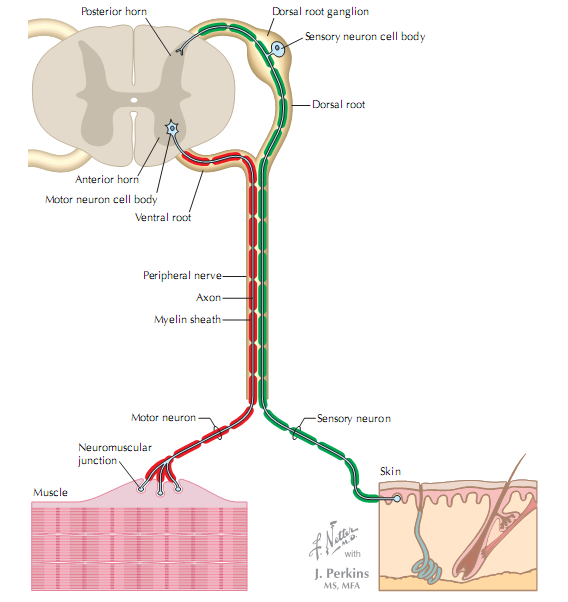 Posterior horn
Dorsal root ganglion
Sensory neuron cell body
Dorsal root
Anterior horn
Motor neuron cell body
Ventral root
Peripheral nerve
Axon
Myelin sheath
Motor neuron
Sensory neuron
Neuromuscular
junction
Skin
Muscle
F. Netter
M.D.
with
J. Perkins
MS, MFA